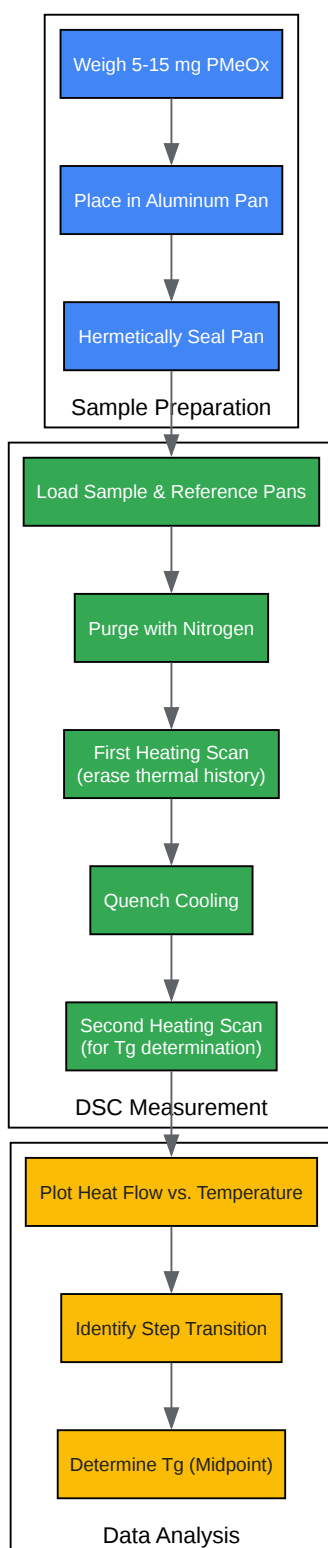 Weigh 5-15 mg PMeOx
Place in Aluminum Pan
Hermetically Seal Pan
Sample Preparation
Load Sample & Reference Pans
Purge with Nitrogen
First Heating Scan
(erase thermal history)
Quench Cooling
Second Heating Scan
(for Tg determination)
DSC Measurement
Plot Heat Flow vs. Temperature
Identify Step Transition
Determine Tg (Midpoint)
Data Analysis